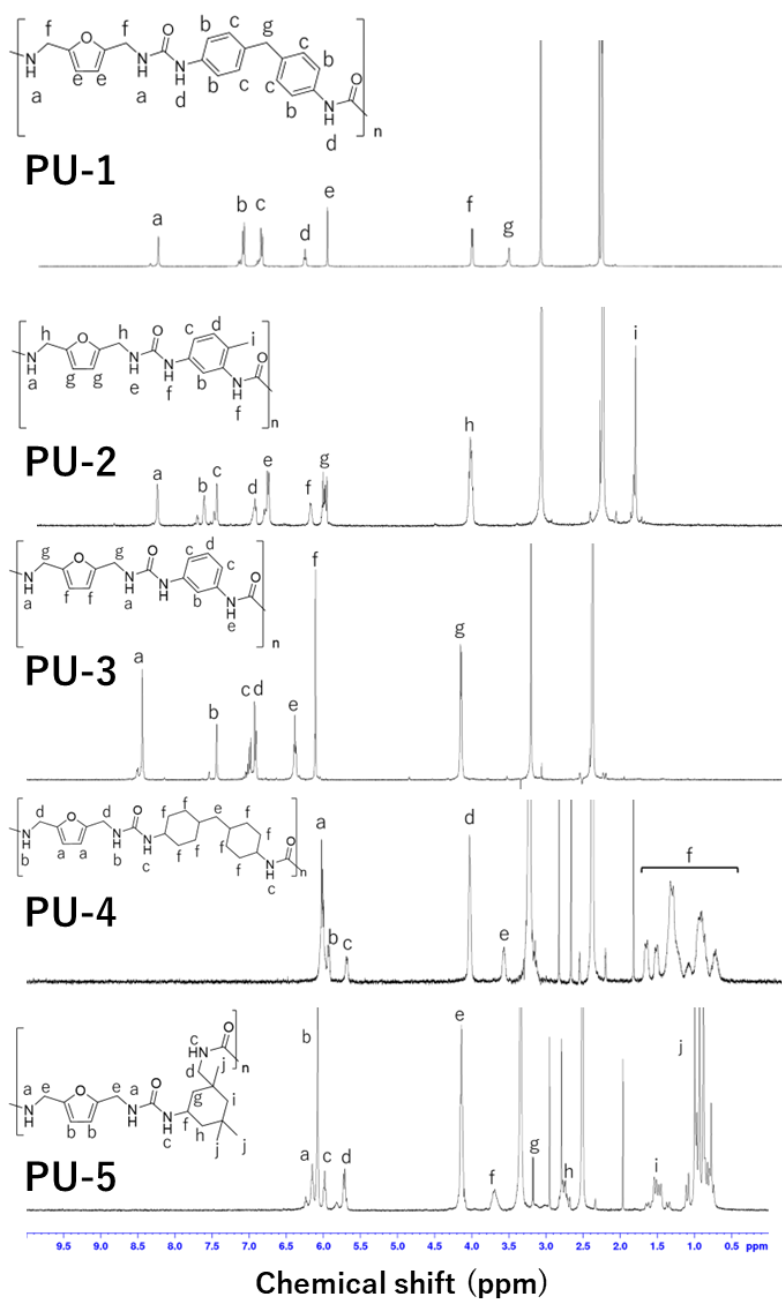 f f O O b c g c b O
N H e e N H N H
a a d b c c b N H d n
PU-1
a b c d e f g
h O h O c d i O
N H g g N H N H b N H
a e f f n
PU-2
a b c d e f g h i
g O g O c d c O
N H f f N H N H b N H
a a e n
PU-3
a b c d e f g
d O d O f f e f f O
N H a a N H N H f f f f N H
b b c c n
PU-4
a b c d e f
c HN O n
d j
a e O e a O g i
N H b b N H N H f h j j
c
PU-5
a b c d e f g h i j
9.5 9.0 8.5 8.0 7.5 7.0 6.5 6.0 5.5 5.0 4.5 4.0 3.5 3.0 2.5 2.0 1.5 1.0 0.5 ppm
Chemical shift (ppm)